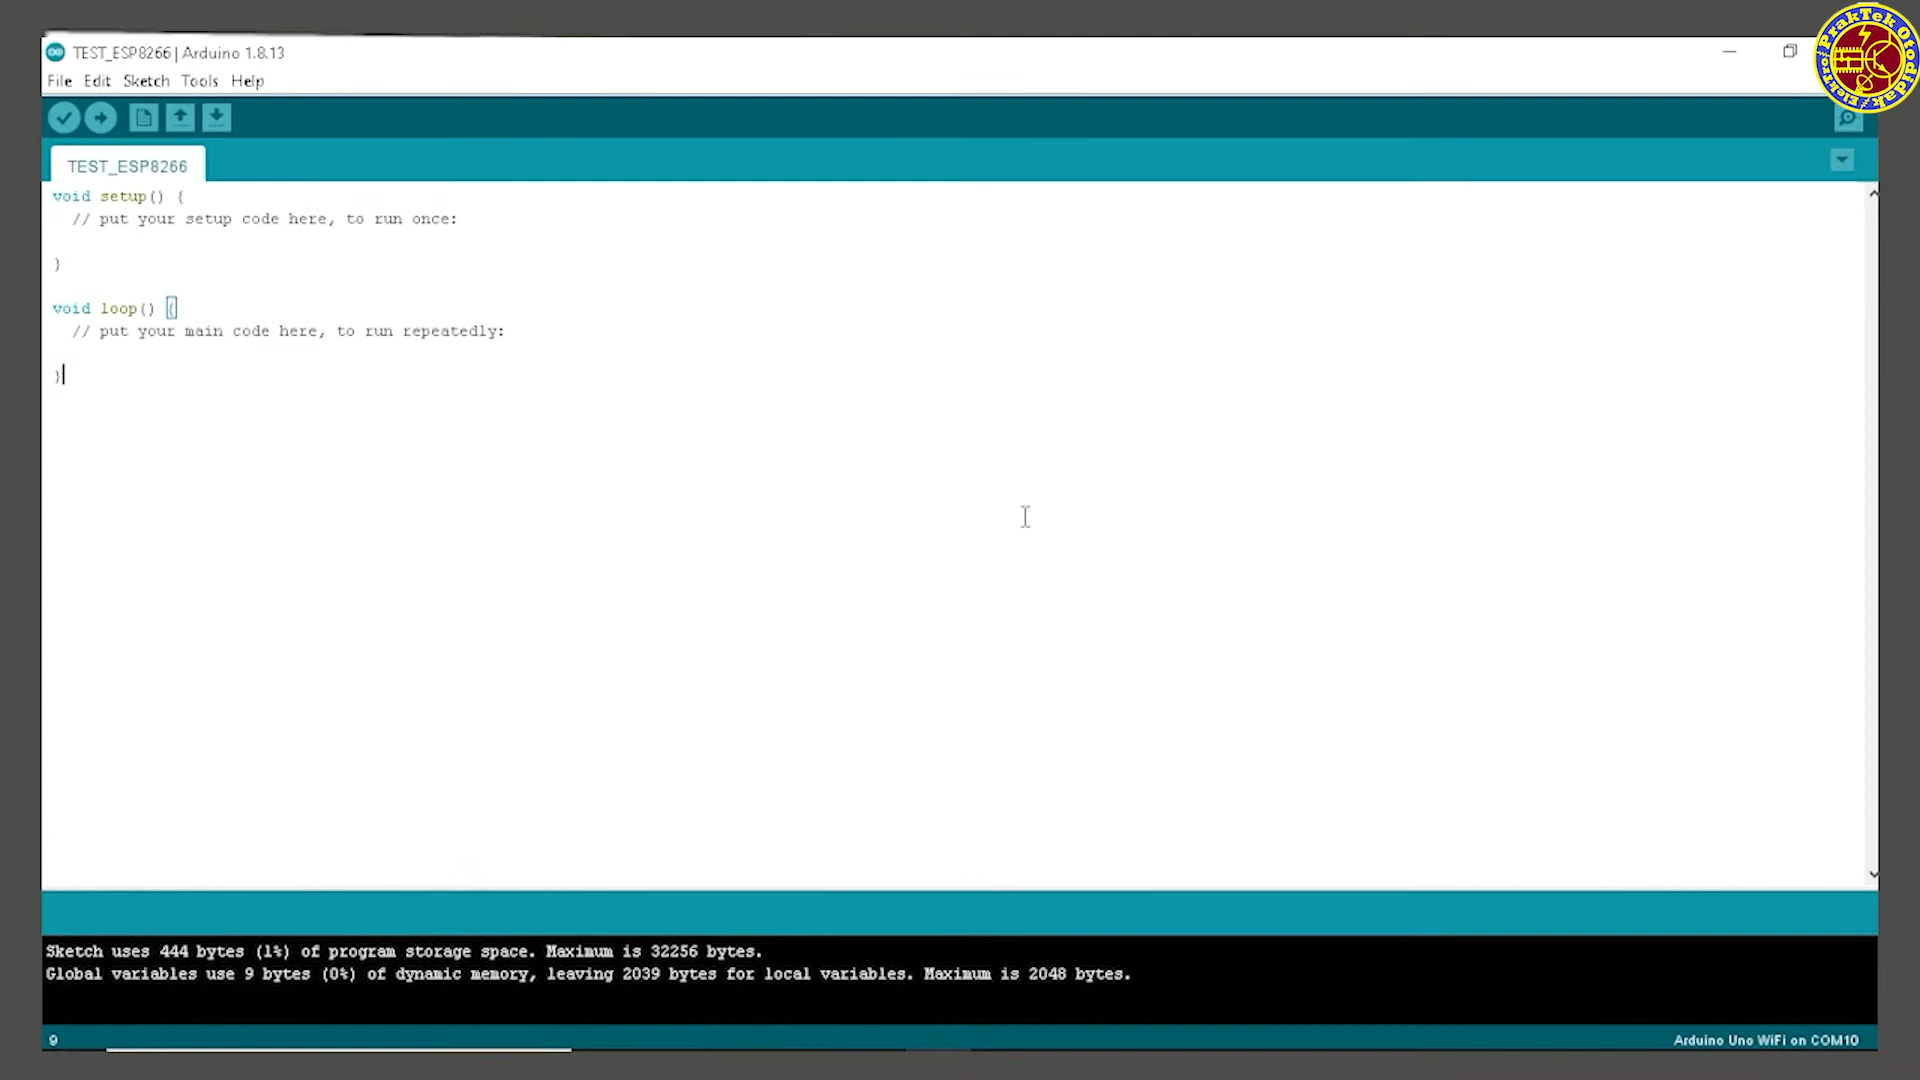 TEST_ESP8266 | Arduino 1.8.13
File Edit Sketch Tools Help
TEST_ESP8266
void setup() {
// put your setup code here, to run once:
}
void loop() {
// put your main code here, to run repeatedly:
}
Sketch uses 444 bytes (1%) of program storage space. Maximum is 32256 bytes.
Global variables use 9 bytes (0%) of dynamic memory, leaving 2039 bytes for local variables. Maximum is 2048 bytes.
9
Arduino Uno WiFi on COM10
PrakTek Otodidak